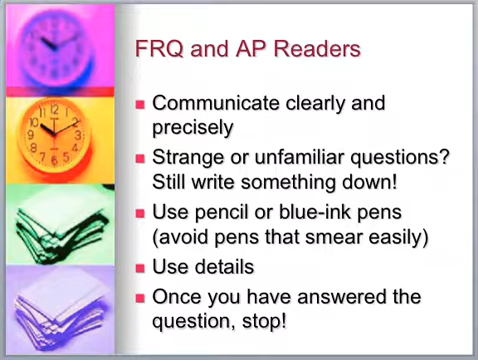 FRQ and AP Readers
Communicate clearly and
precisely
Strange or unfamiliar questions?
Still write something down!
Use pencil or blue-ink pens
(avoid pens that smear easily)
Use details
Once you have answered the
question, stop!